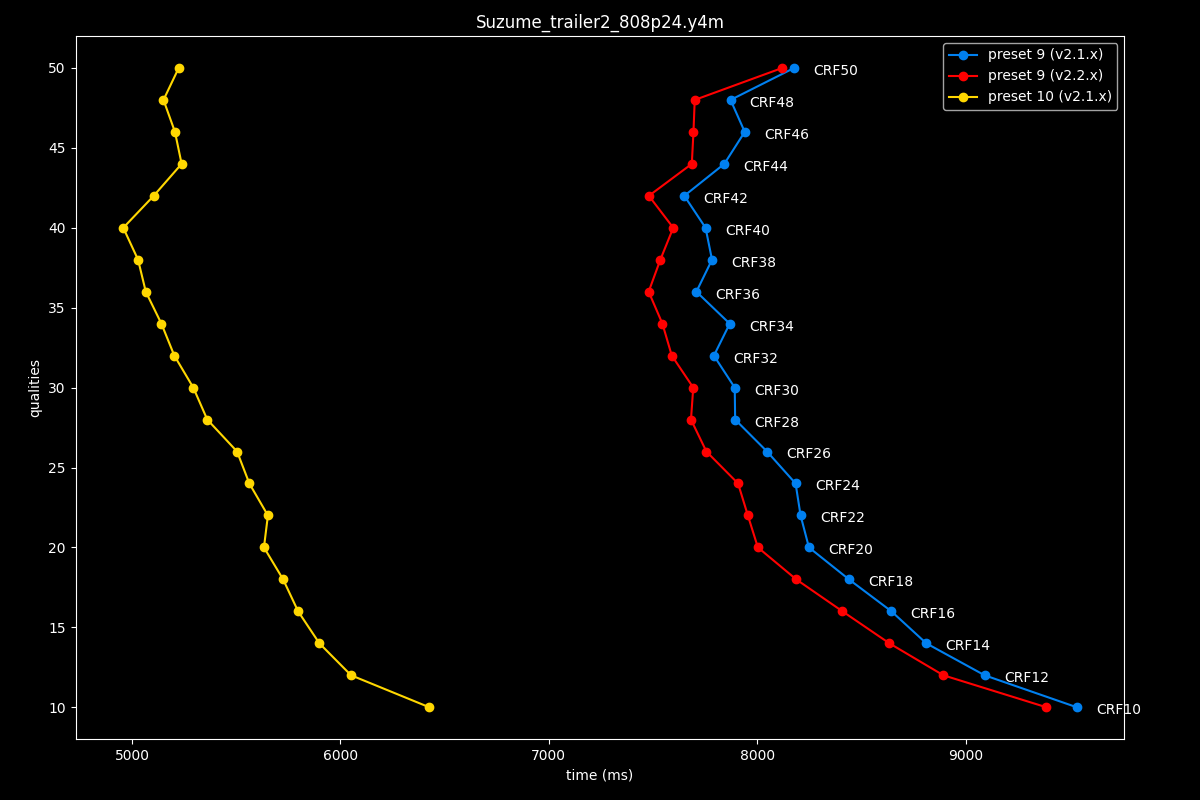 Suzume_trailer2_808p24.y4m
preset 9 (v2.1.x)
preset 9 (v2.2.x)
preset 10 (v2.1.x)
qualities
50
45
40
35
30
25
20
15
10
CRF50
CRF48
CRF46
CRF44
CRF42
CRF40
CRF38
CRF36
CRF34
CRF32
CRF30
CRF28
CRF26
CRF24
CRF22
CRF20
CRF18
CRF16
CRF14
CRF12
CRF10
5000 6000 7000 8000 9000
time (ms)